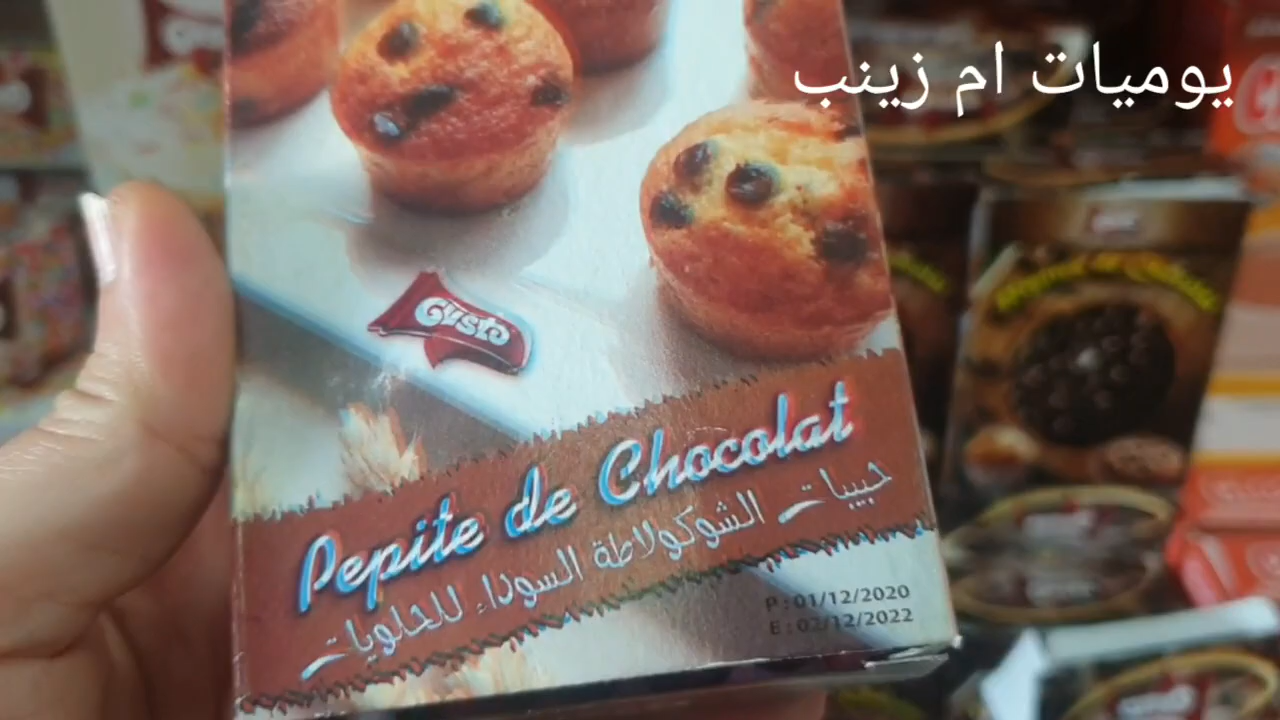 يوميات ام زينب
Gusto
Pepite de Chocolat
حبيبات الشوكولاطة السوداء للحلويات
P : 01/12/2020
E : 02/12/2022